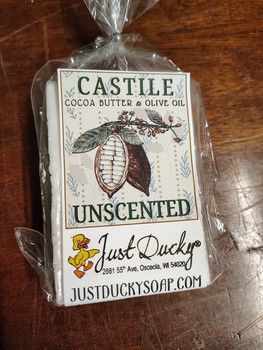 CASTILE
COCOA BUTTER & OLIVE OIL
UNSCENTED
Just Ducky®
2681 55th Ave, Osceola, WI 54020
JUSTDUCKYSOAP.COM